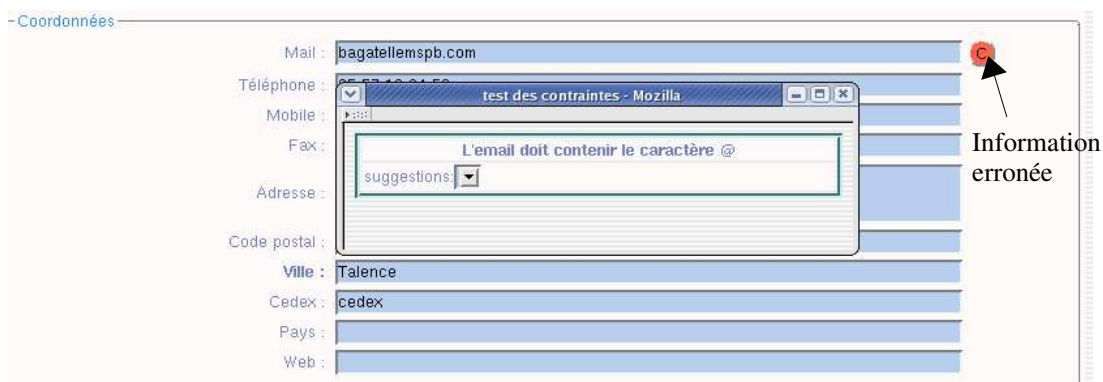 Coordonnées
Mail : bagatellemspb.com C
Téléphone :
test des contraintes - Mozilla
Mobile :
Fax :
L'email doit contenir le caractère @
Information
erronée
suggestions:
Adresse :
Code postal :
Ville : Talence
Cedex : cedex
Pays :
Web :